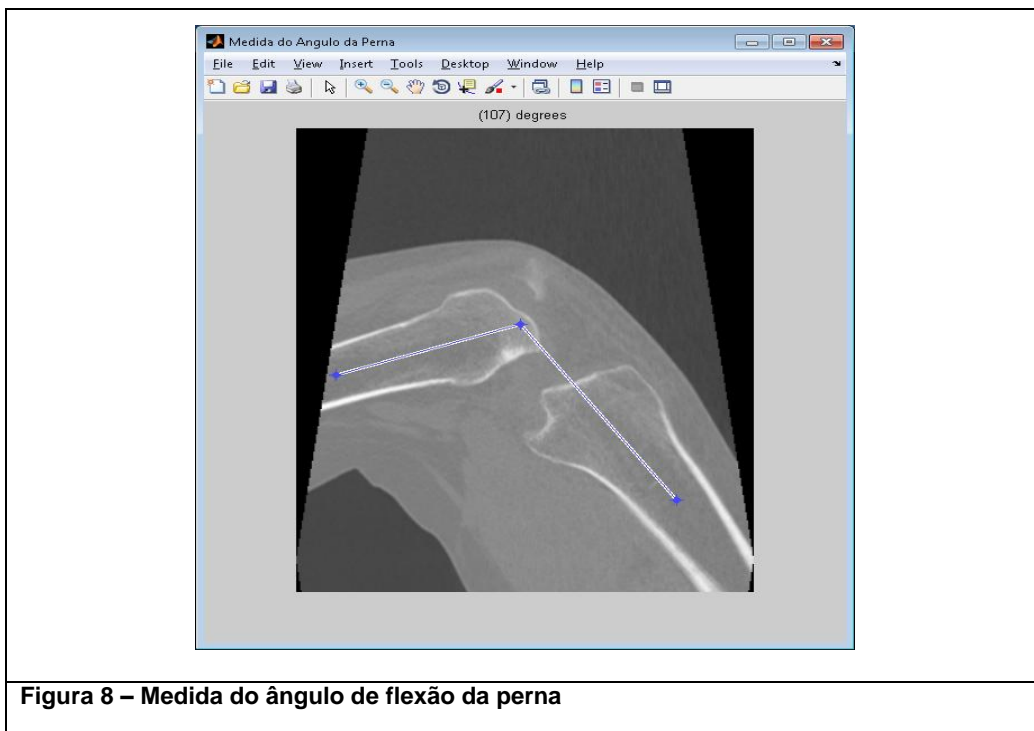 Medida do Angulo da Perna
File Edit View Insert Tools Desktop Window Help
(107) degrees
Figura 8 – Medida do ângulo de flexão da perna